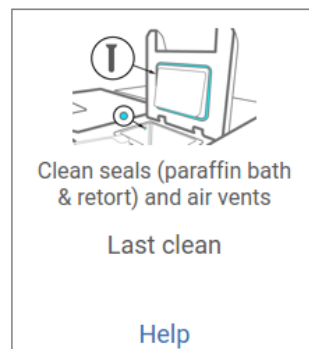 Clean seals (paraffin bath
& retort) and air vents
Last clean
Help